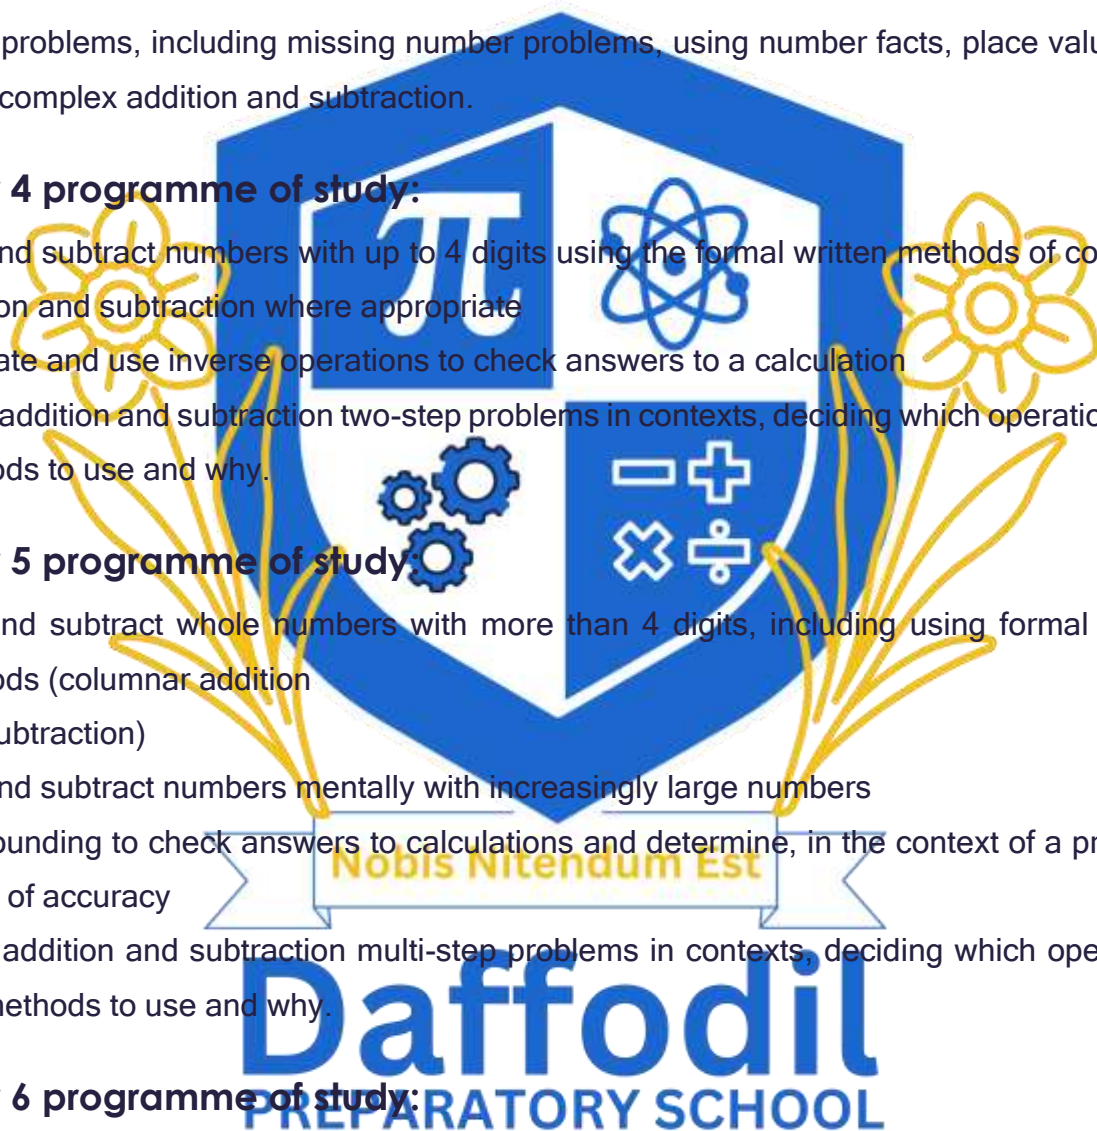 problems, including missing number problems, using number facts, place valu
complex addition and subtraction.
4 programme of study:
nd subtract numbers with up to 4 digits using the formal written methods of co
on and subtraction where appropriate
ate and use inverse operations to check answers to a calculation
addition and subtraction two-step problems in contexts, deciding which operatio
ods to use and why.
5 programme of study:
nd subtract whole numbers with more than 4 digits, including using formal
ods (columnar addition
ubtraction)
nd subtract numbers mentally with increasingly large numbers
ounding to check answers to calculations and determine, in the context of a pr
Nobis Nitendum Est
of accuracy
addition and subtraction multi-step problems in contexts, deciding which ope
methods to use and why.
Daffodil
6 programme of study:
PREPARATORY SCHOOL
π